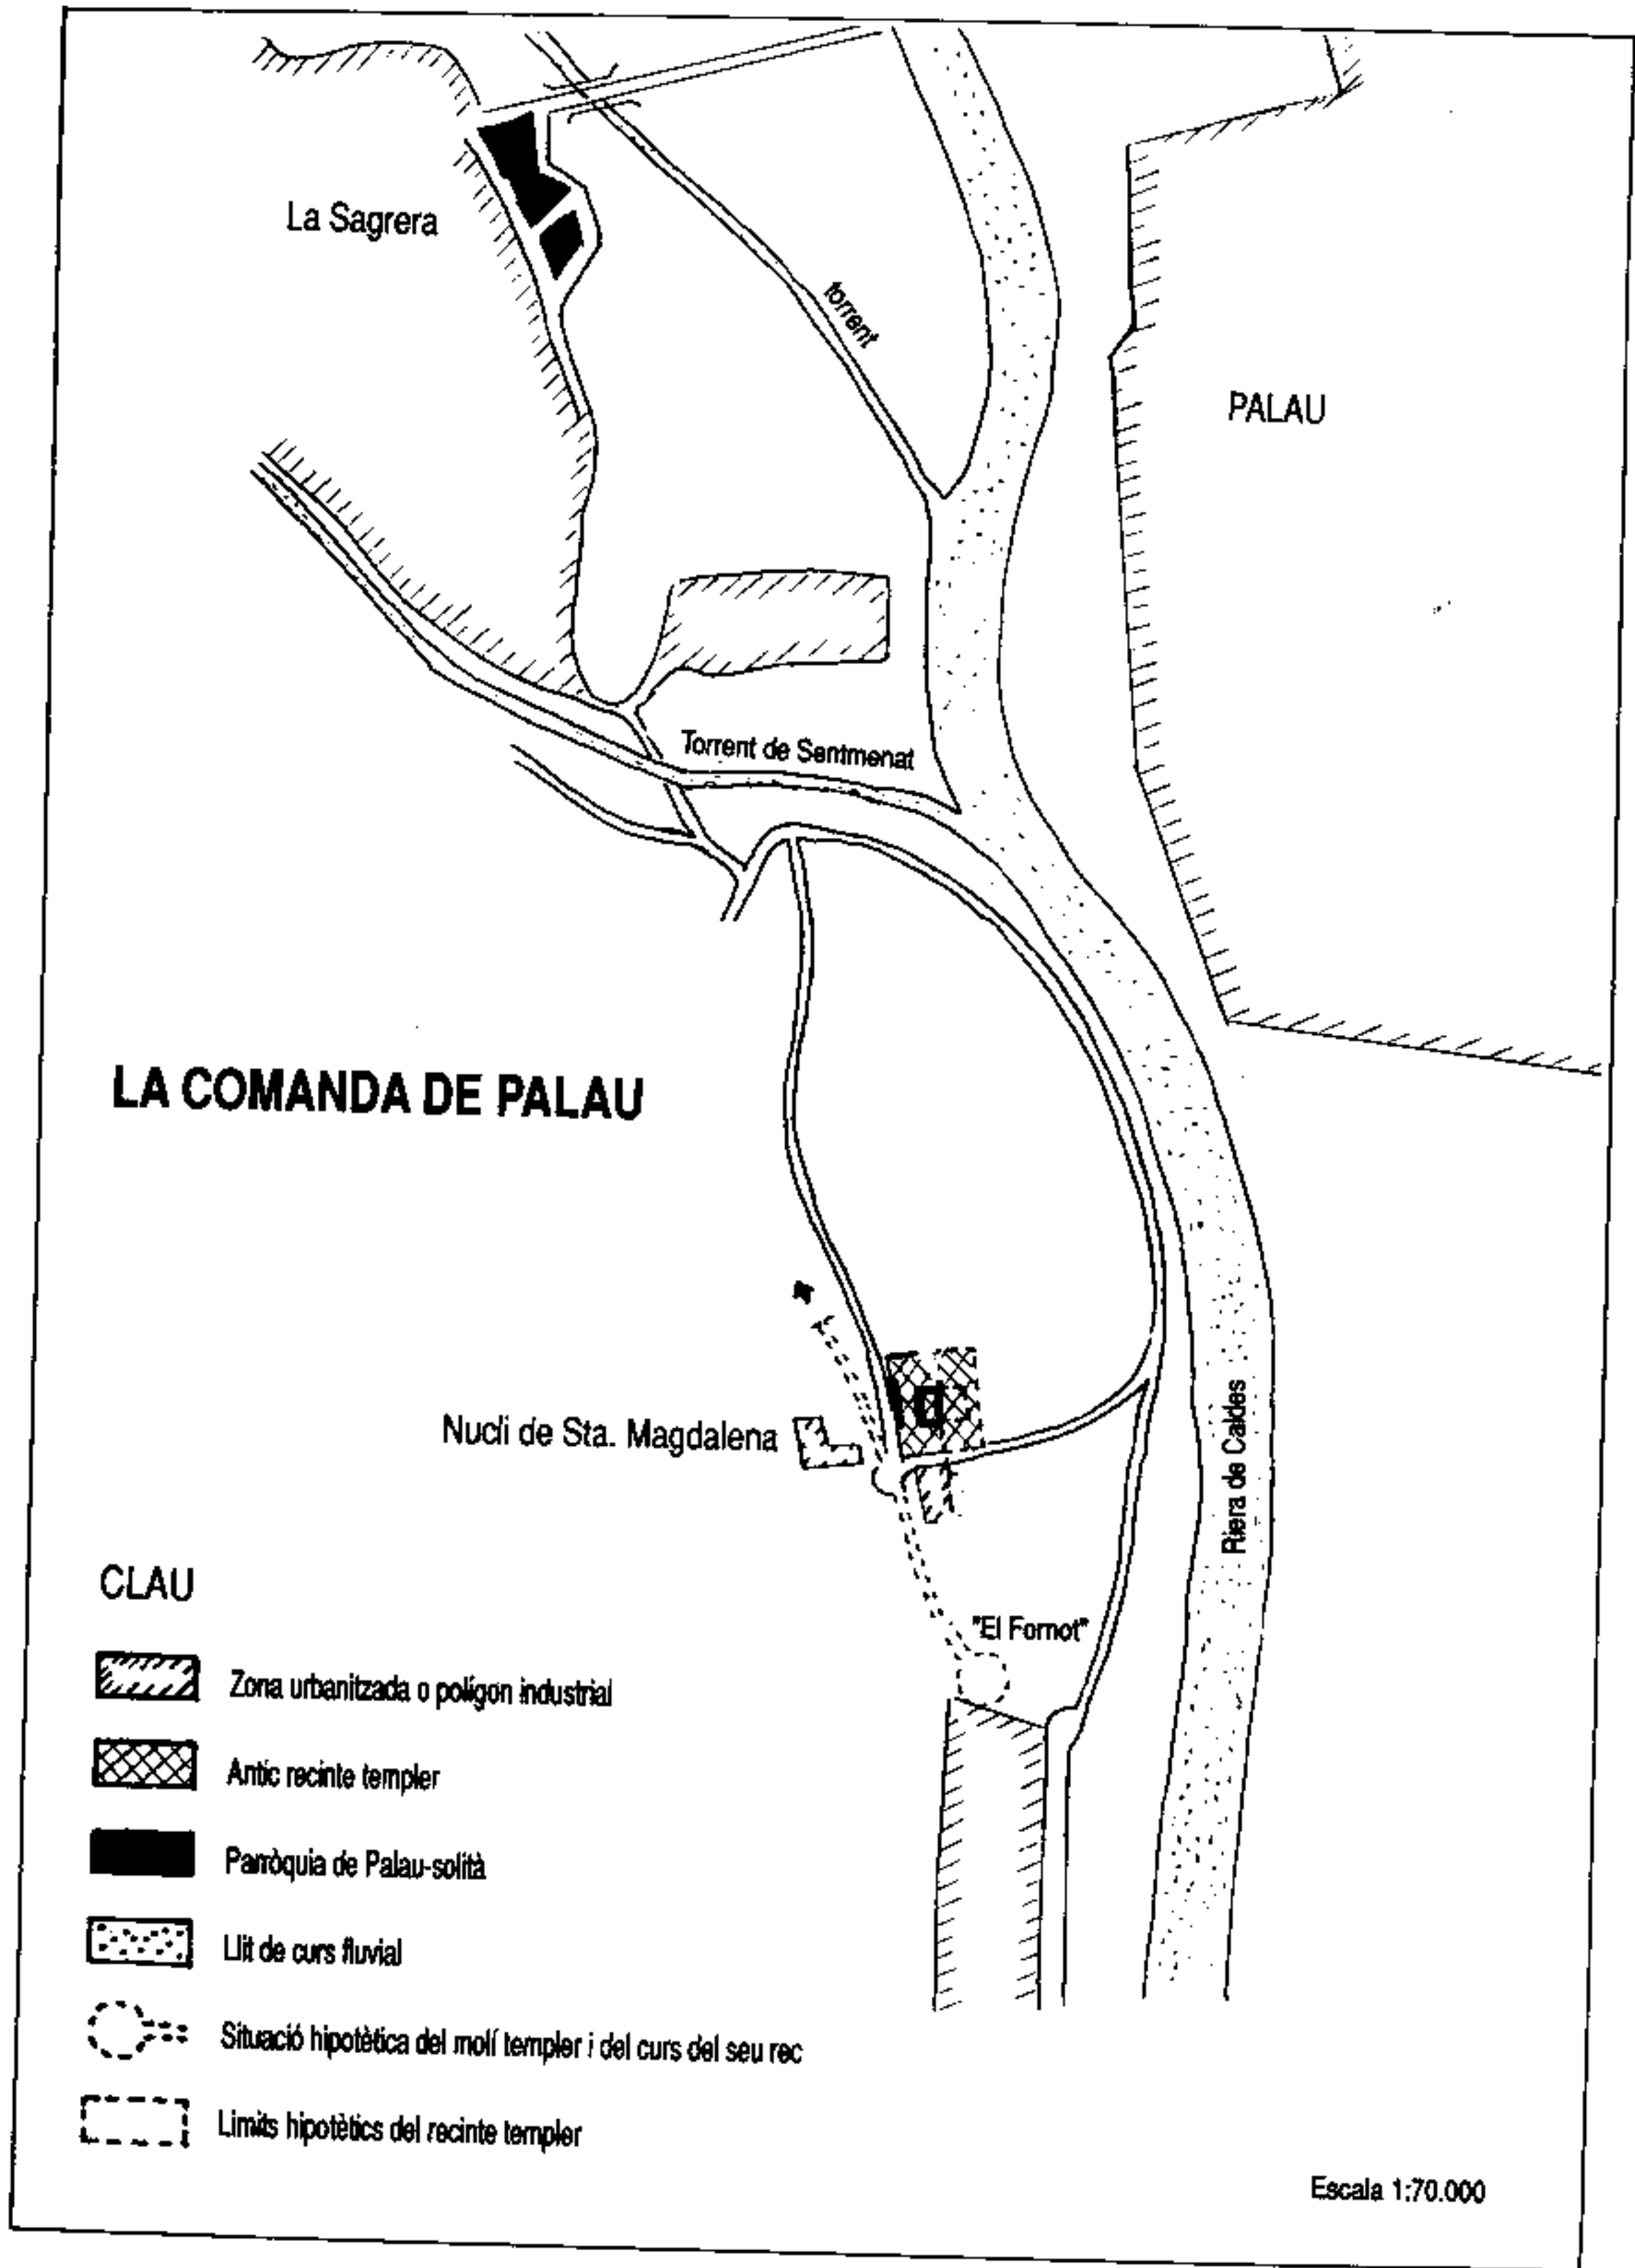 La Sagrera
torrent
PALAU
Torrent de Sentmenat
LA COMANDA DE PALAU
Nucli de Sta. Magdalena
Riera de Caldes
"El Fornot"
CLAU
Zona urbanitzada o polígon industrial
Antic recinte templer
Parròquia de Palau-solità
Llit de curs fluvial
Situació hipotètica del molí templer i del curs del seu rec
Limits hipotètics del recinte templer
Escala 1:70.000